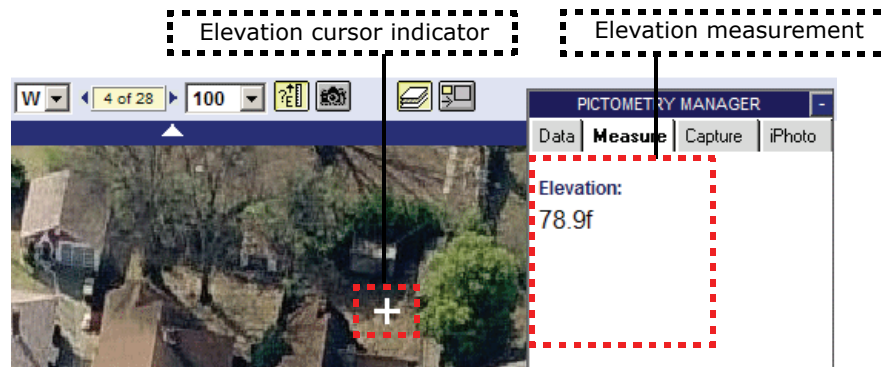 Elevation cursor indicator
Elevation measurement
W 4 of 28 100 ?E
PICTOMETRY MANAGER -
Data Measure Capture iPhoto
Elevation:
78.9f